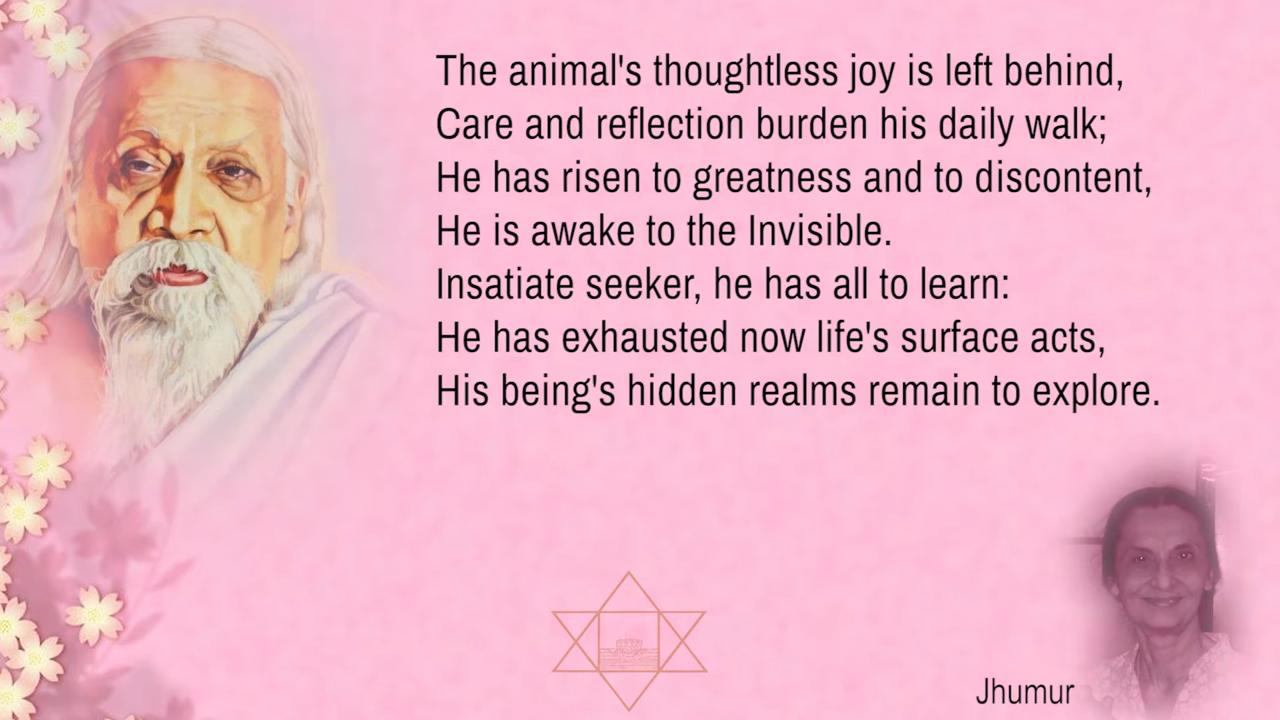 The animal's thoughtless joy is left behind,
Care and reflection burden his daily walk;
He has risen to greatness and to discontent,
He is awake to the Invisible.
Insatiate seeker, he has all to learn:
He has exhausted now life's surface acts,
His being's hidden realms remain to explore.
Jhumur